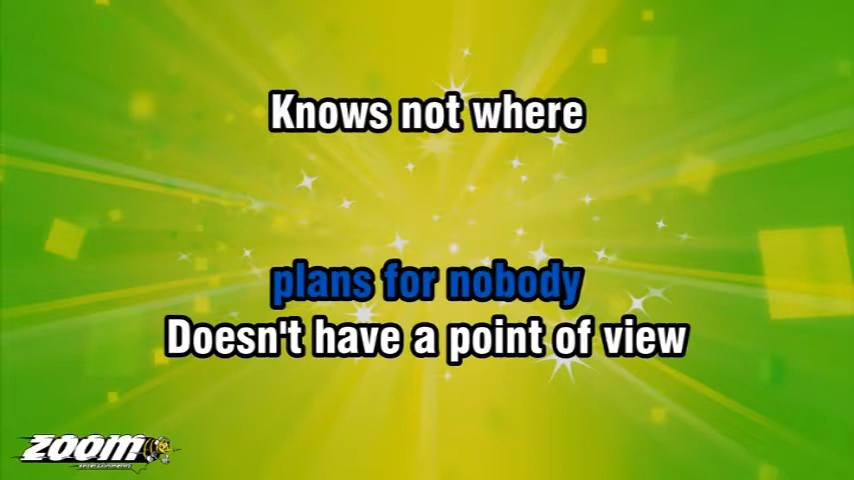 Knows not where
plans for nobody
Doesn't have a point of view
ZOOM